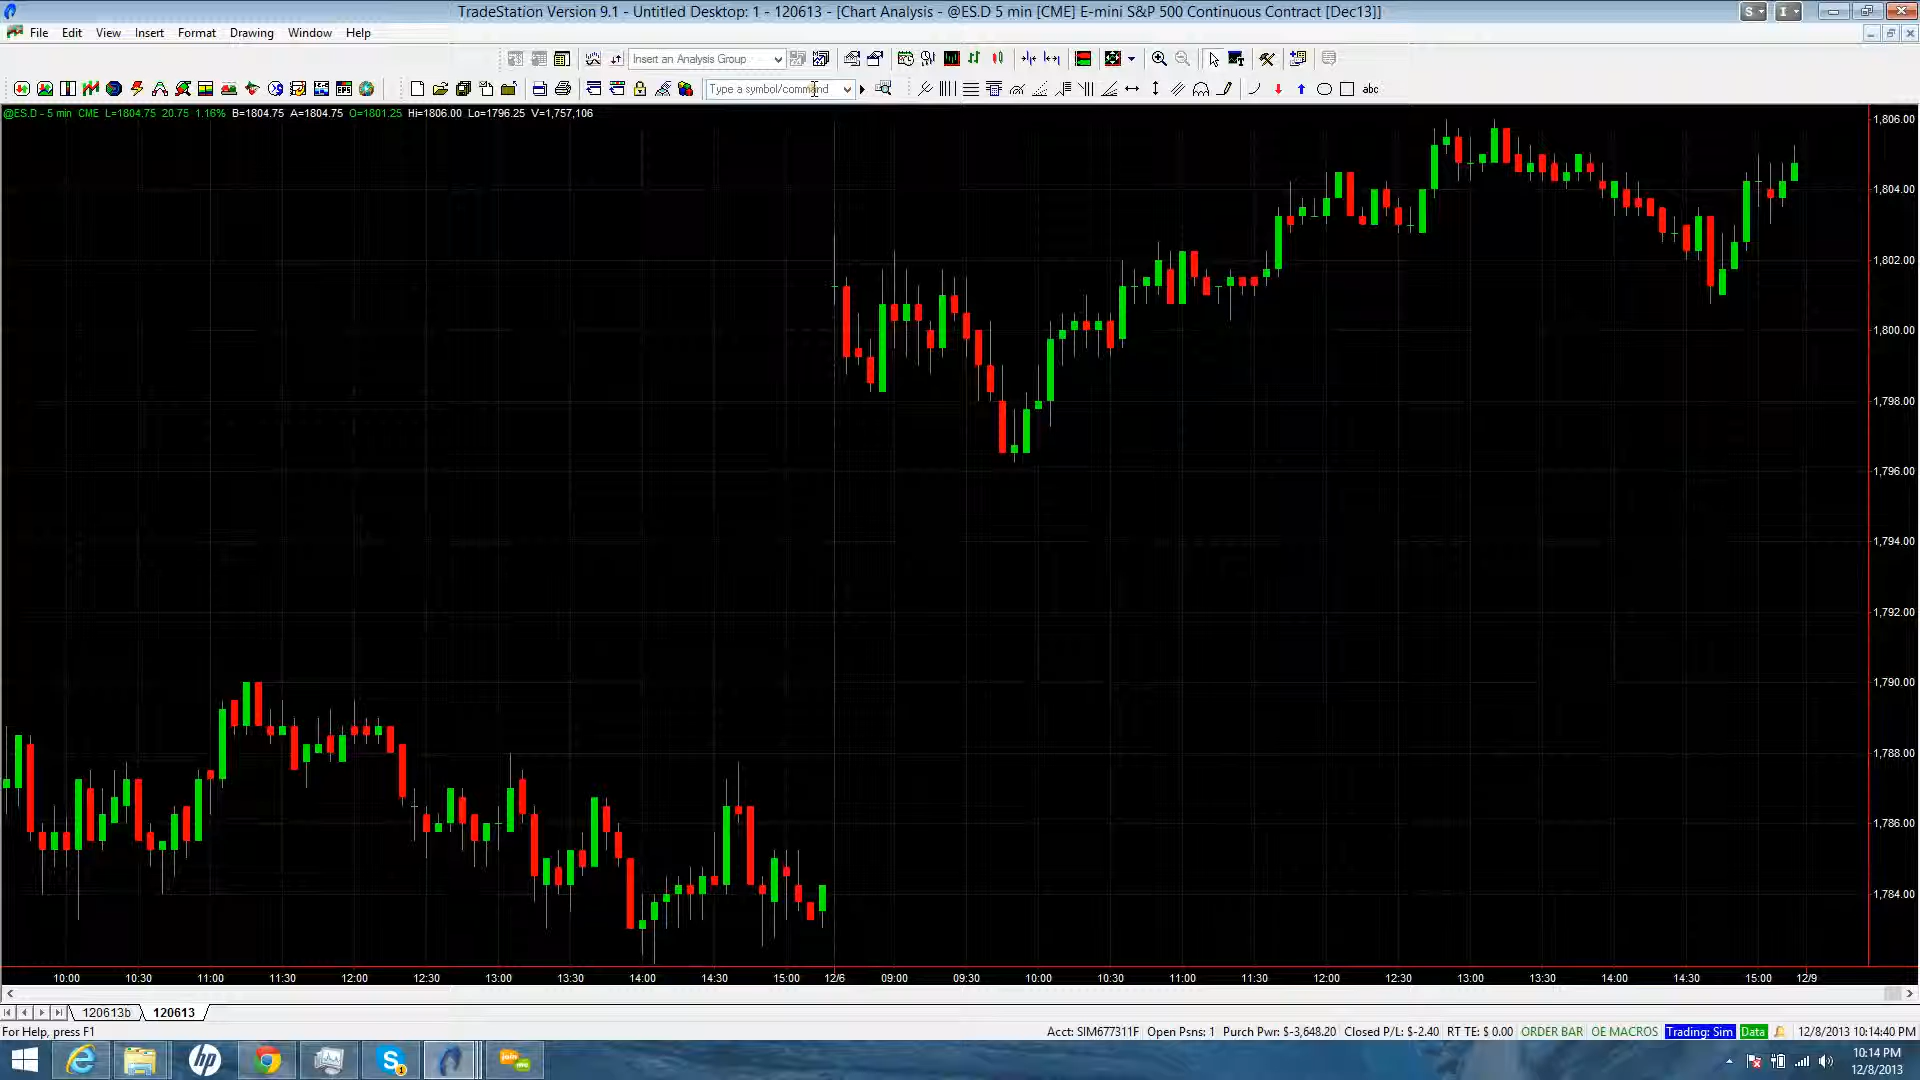 TradeStation Version 9.1 - Untitled Desktop: 1 - 120613 - [Chart Analysis - @ES.D 5 min [CME] E-mini S&P 500 Continuous Contract [Dec13]]
S I
File Edit View Insert Format Drawing Window Help
Insert an Analysis Group
Type a symbol/command
abc
@ES.D - 5 min CME L=1804.75 20.75 1.16% B=1804.75 A=1804.75 O=1801.25 Hi=1806.00 Lo=1796.25 V=1,757,106
1,806.00
1,804.00
1,802.00
1,800.00
1,798.00
1,796.00
1,794.00
1,792.00
1,790.00
1,788.00
1,786.00
1,784.00
10:00 10:30 11:00 11:30 12:00 12:30 13:00 13:30 14:00 14:30 15:00 12/6 09:00 09:30 10:00 10:30 11:00 11:30 12:00 12:30 13:00 13:30 14:00 14:30 15:00 12/9
120613b 120613
For Help, press F1 Acct: SIM677311F Open Psns: 1 Purch Pwr: $-3,648.20 Closed P/L: $-2.40 RT TE: $ 0.00 ORDER BAR OE MACROS Trading: Sim Data 12/8/2013 10:14:40 PM
hp
10:14 PM
12/8/2013